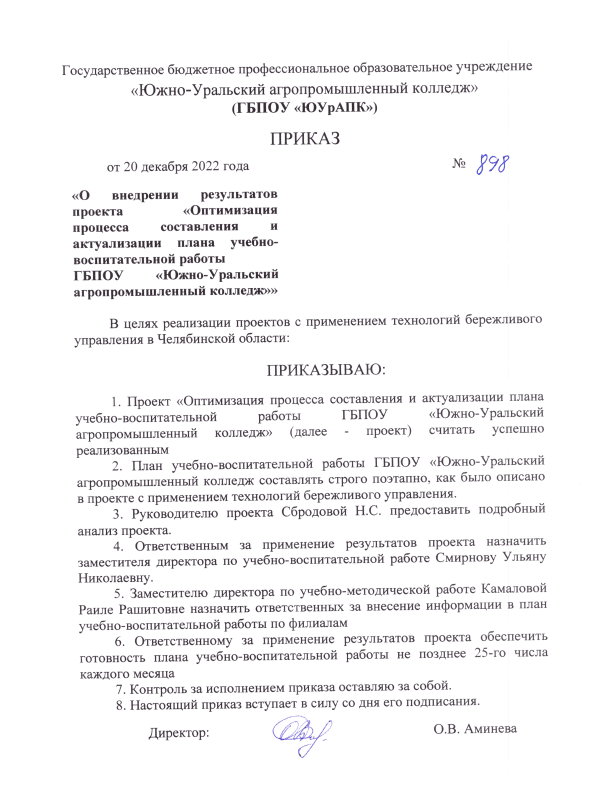 Государственное бюджетное профессиональное образовательное учреждение
«Южно-Уральский агропромышленный колледж»
(ГБПОУ «ЮУрАПК»)
ПРИКАЗ
от 20 декабря 2022 года № 898
«О внедрении результатов
проекта «Оптимизация
процесса составления и
актуализации плана учебно-
воспитательной работы
ГБПОУ «Южно-Уральский
агропромышленный колледж»»
В целях реализации проектов с применением технологий бережливого
управления в Челябинской области:
ПРИКАЗЫВАЮ:
1. Проект «Оптимизация процесса составления и актуализации плана
учебно-воспитательной работы ГБПОУ «Южно-Уральский
агропромышленный колледж» (далее - проект) считать успешно
реализованным
2. План учебно-воспитательной работы ГБПОУ «Южно-Уральский
агропромышленный колледж составлять строго поэтапно, как было описано
в проекте с применением технологий бережливого управления.
3. Руководителю проекта Сбродовой Н.С. предоставить подробный
анализ проекта.
4. Ответственным за применение результатов проекта назначить
заместителя директора по учебно-воспитательной работе Смирнову Ульяну
Николаевну.
5. Заместителю директора по учебно-методической работе Камаловой
Раиле Рашитовне назначить ответственных за внесение информации в план
учебно-воспитательной работы по филиалам
6. Ответственному за применение результатов проекта обеспечить
готовность плана учебно-воспитательной работы не позднее 25-го числа
каждого месяца
7. Контроль за исполнением приказа оставляю за собой.
8. Настоящий приказ вступает в силу со дня его подписания.
Директор: О.В. Аминева